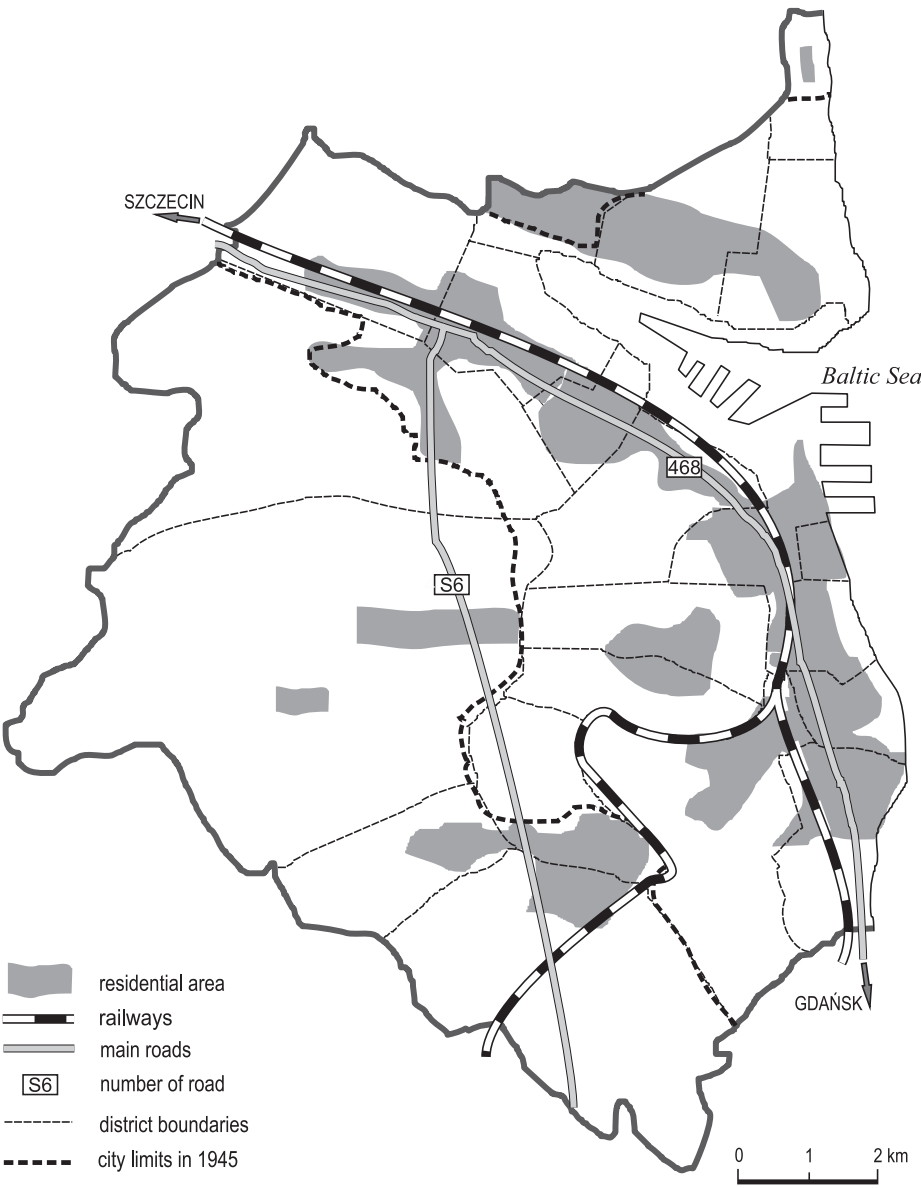 SZCZECIN
Baltic Sea
468
S6
GDAŃSK
residential area
railways
main roads
S6 number of road
district boundaries
city limits in 1945
0 1 2 km